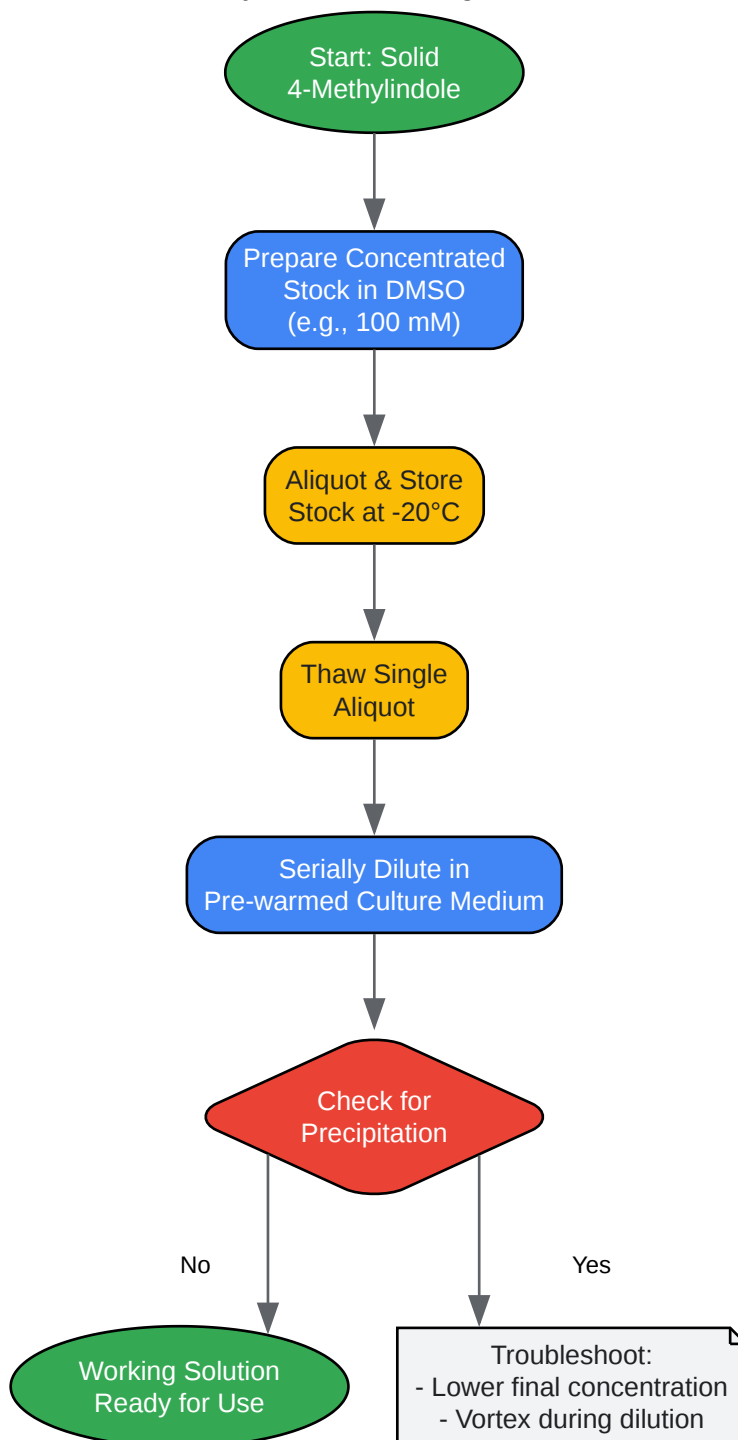 Start: Solid
4-Methylindole
Prepare Concentrated
Stock in DMSO
(e.g., 100 mM)
Aliquot & Store
Stock at -20°C
Thaw Single
Aliquot
Serially Dilute in
Pre-warmed Culture Medium
Check for
Precipitation
No
Yes
Working Solution
Ready for Use
Troubleshoot:
- Lower final concentration
- Vortex during dilution